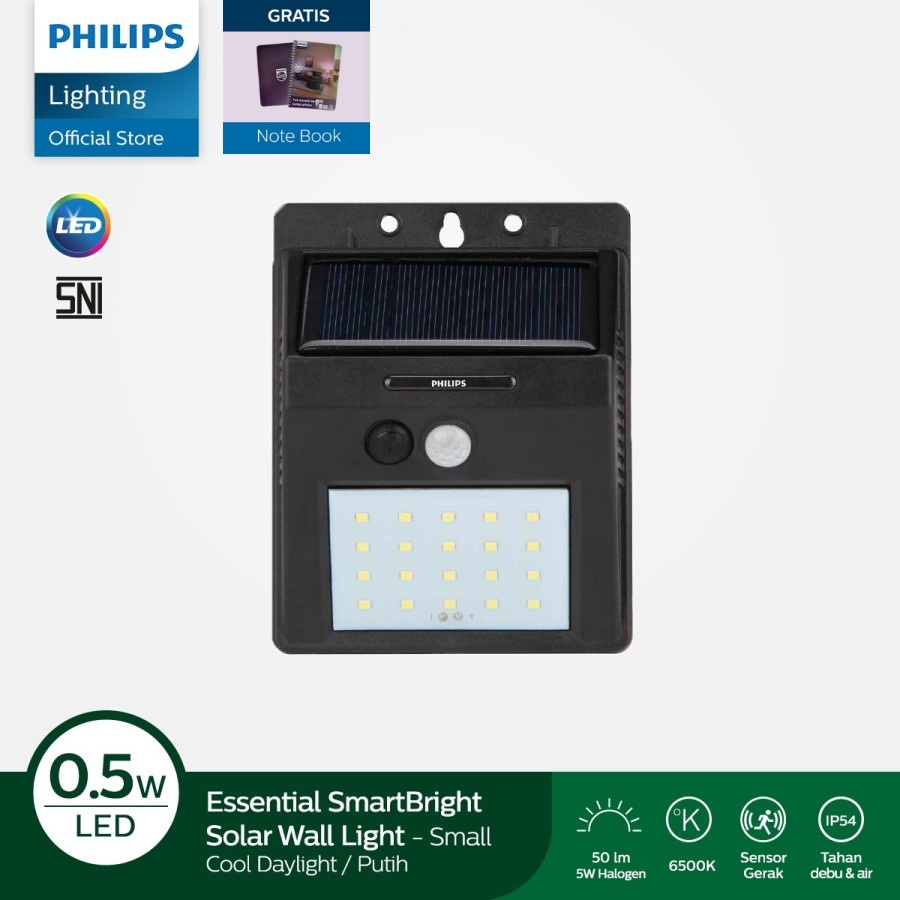 PHILIPS
Lighting
Official Store
GRATIS
Note Book
LED
SNI
PHILIPS
0.5W
LED
Essential SmartBright
Solar Wall Light - Small
Cool Daylight / Putih
50 lm
5W Halogen
°K
6500K
Sensor
Gerak
IP54
Tahan
debu & air